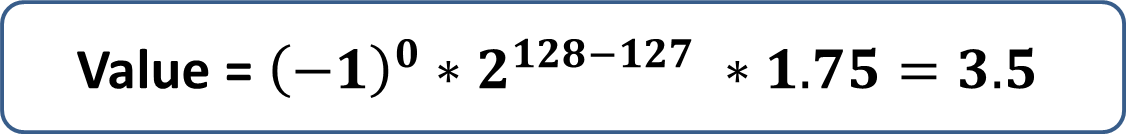 Value = (−1)^0 * 2^{128−127} * 1.75 = 3.5